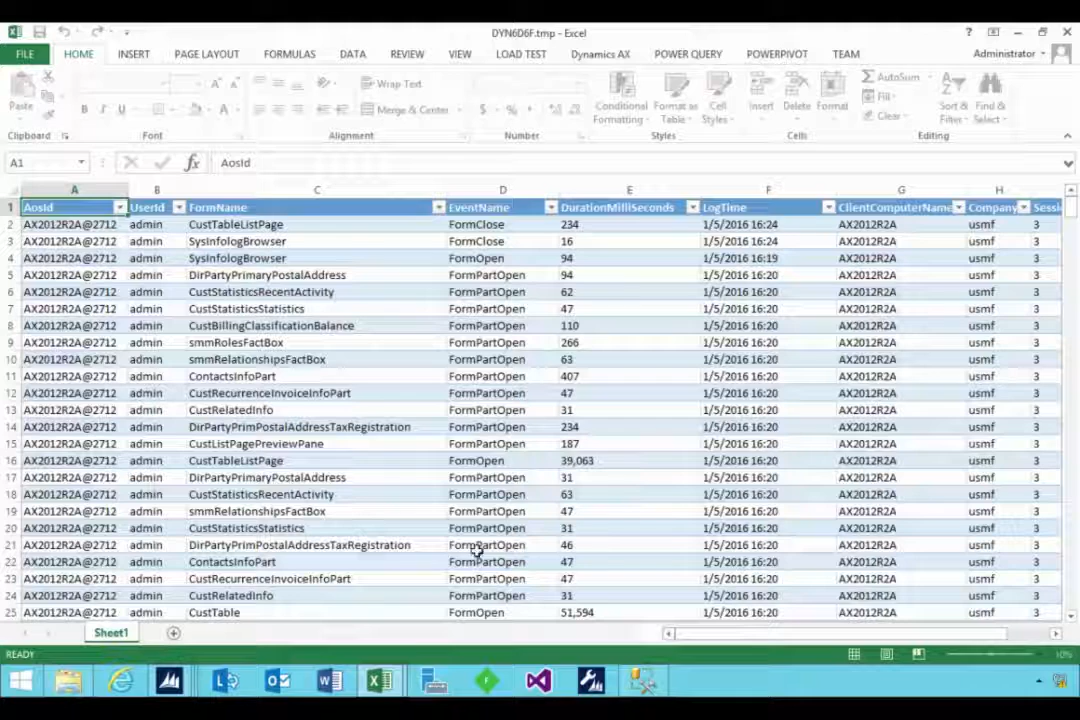 DYN6D6F.tmp - Excel
FILE HOME INSERT PAGE LAYOUT FORMULAS DATA REVIEW VIEW LOAD TEST Dynamics AX POWER QUERY POWERPIVOT TEAM Administrator
Paste B I U A A A Wrap Text Merge & Center $ % Conditional Formatting Format as Table Cell Styles Insert Delete Format AutoSum Fill Clear Sort & Filter Find & Select
Clipboard Font Alignment Number Styles Cells Editing
A1 fx AosId
A B C D E F G H
1 AosId UserId FormName EventName DurationMilliSeconds LogTime ClientComputerName Company Sessi
2 AX2012R2A@2712 admin CustTableListPage FormClose 234 1/5/2016 16:24 AX2012R2A usmf 3
3 AX2012R2A@2712 admin SysInfologBrowser FormClose 16 1/5/2016 16:24 AX2012R2A usmf 3
4 AX2012R2A@2712 admin SysInfologBrowser FormOpen 94 1/5/2016 16:19 AX2012R2A usmf 3
5 AX2012R2A@2712 admin DirPartyPrimaryPostalAddress FormPartOpen 94 1/5/2016 16:20 AX2012R2A usmf 3
6 AX2012R2A@2712 admin CustStatisticsRecentActivity FormPartOpen 62 1/5/2016 16:20 AX2012R2A usmf 3
7 AX2012R2A@2712 admin CustStatisticsStatistics FormPartOpen 47 1/5/2016 16:20 AX2012R2A usmf 3
8 AX2012R2A@2712 admin CustBillingClassificationBalance FormPartOpen 110 1/5/2016 16:20 AX2012R2A usmf 3
9 AX2012R2A@2712 admin smmRolesFactBox FormPartOpen 266 1/5/2016 16:20 AX2012R2A usmf 3
10 AX2012R2A@2712 admin smmRelationshipsFactBox FormPartOpen 63 1/5/2016 16:20 AX2012R2A usmf 3
11 AX2012R2A@2712 admin ContactsInfoPart FormPartOpen 407 1/5/2016 16:20 AX2012R2A usmf 3
12 AX2012R2A@2712 admin CustRecurrenceInvoiceInfoPart FormPartOpen 47 1/5/2016 16:20 AX2012R2A usmf 3
13 AX2012R2A@2712 admin CustRelatedInfo FormPartOpen 31 1/5/2016 16:20 AX2012R2A usmf 3
14 AX2012R2A@2712 admin DirPartyPrimPostalAddressTaxRegistration FormPartOpen 234 1/5/2016 16:20 AX2012R2A usmf 3
15 AX2012R2A@2712 admin CustListPagePreviewPane FormPartOpen 187 1/5/2016 16:20 AX2012R2A usmf 3
16 AX2012R2A@2712 admin CustTableListPage FormOpen 39,063 1/5/2016 16:20 AX2012R2A usmf 3
17 AX2012R2A@2712 admin DirPartyPrimaryPostalAddress FormPartOpen 31 1/5/2016 16:20 AX2012R2A usmf 3
18 AX2012R2A@2712 admin CustStatisticsRecentActivity FormPartOpen 63 1/5/2016 16:20 AX2012R2A usmf 3
19 AX2012R2A@2712 admin smmRelationshipsFactBox FormPartOpen 47 1/5/2016 16:20 AX2012R2A usmf 3
20 AX2012R2A@2712 admin CustStatisticsStatistics FormPartOpen 31 1/5/2016 16:20 AX2012R2A usmf 3
21 AX2012R2A@2712 admin DirPartyPrimPostalAddressTaxRegistration FormPartOpen 46 1/5/2016 16:20 AX2012R2A usmf 3
22 AX2012R2A@2712 admin ContactsInfoPart FormPartOpen 47 1/5/2016 16:20 AX2012R2A usmf 3
23 AX2012R2A@2712 admin CustRecurrenceInvoiceInfoPart FormPartOpen 47 1/5/2016 16:20 AX2012R2A usmf 3
24 AX2012R2A@2712 admin CustRelatedInfo FormPartOpen 31 1/5/2016 16:20 AX2012R2A usmf 3
25 AX2012R2A@2712 admin CustTable FormOpen 51,594 1/5/2016 16:20 AX2012R2A usmf 3
Sheet1
READY